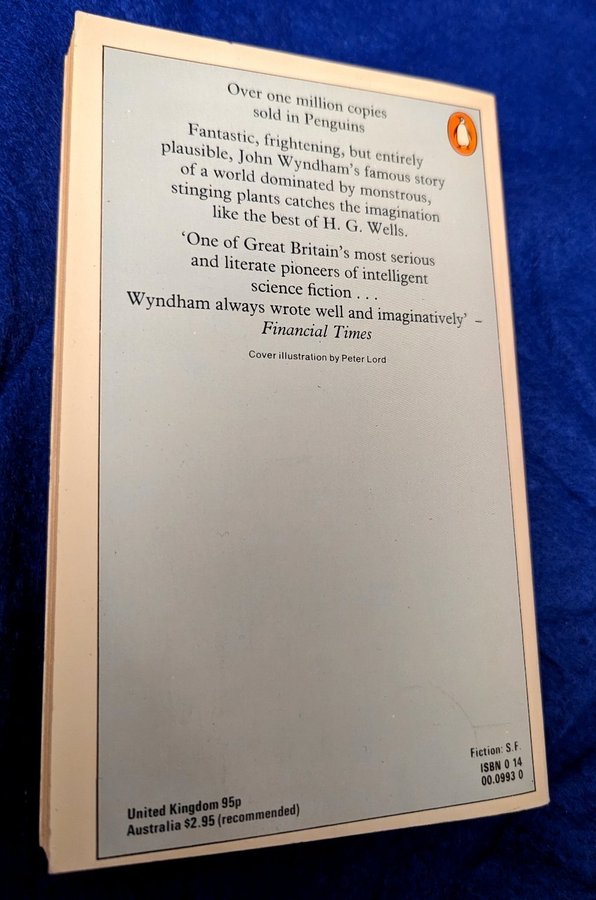 Over one million copies
sold in Penguins
Fantastic, frightening, but entirely
plausible, John Wyndham's famous story
of a world dominated by monstrous,
stinging plants catches the imagination
like the best of H. G. Wells.
'One of Great Britain's most serious
and literate pioneers of intelligent
science fiction . . .
Wyndham always wrote well and imaginatively' –
Financial Times
Cover illustration by Peter Lord
United Kingdom 95p
Australia $2.95 (recommended)
Fiction: S.F.
ISBN 0 14
00.0993 0